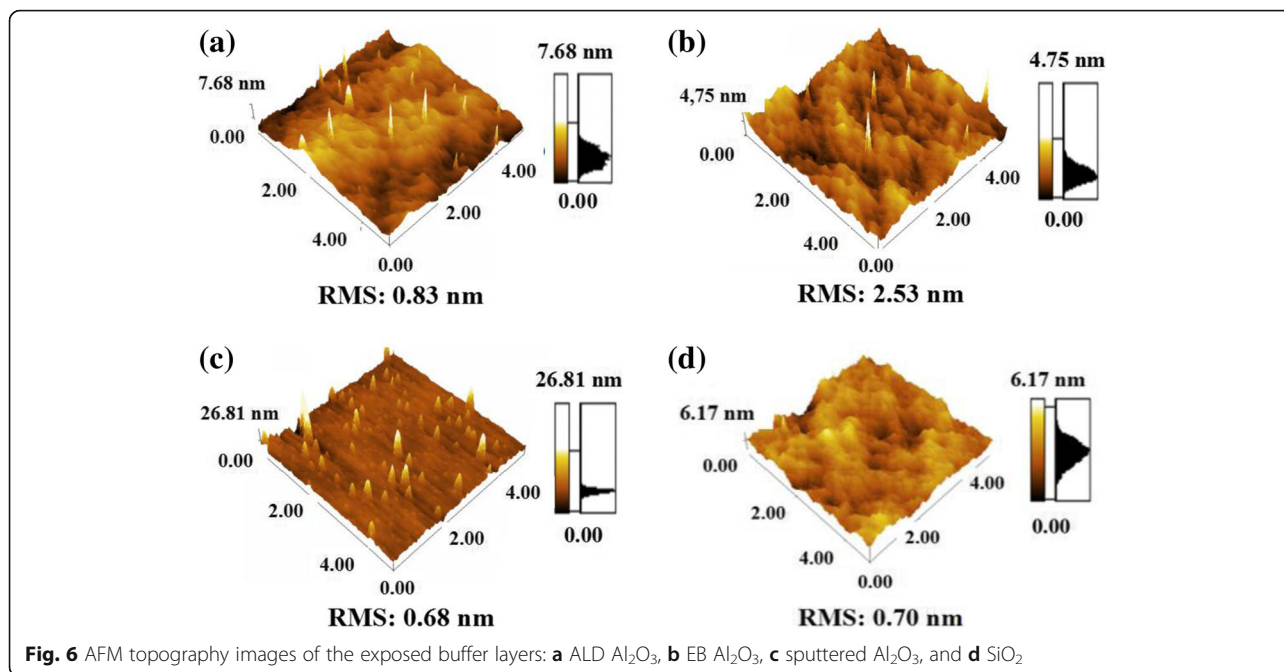 (a)
7.68 nm
7.68 nm
0.00
2.00
4.00
0.00
2.00
4.00
0.00
RMS: 0.83 nm
(b)
4.75 nm
4,75 nm
0.00
2.00
4.00
0.00
2.00
4.00
0.00
RMS: 2.53 nm
(c)
26.81 nm
26.81 nm
0.00
2.00
4.00
0.00
2.00
4.00
0.00
RMS: 0.68 nm
(d)
6.17 nm
6.17 nm
0.00
2.00
4.00
0.00
2.00
4.00
0.00
RMS: 0.70 nm
Fig. 6 AFM topography images of the exposed buffer layers: a ALD Al₂O₃, b EB Al₂O₃, c sputtered Al₂O₃, and d SiO₂